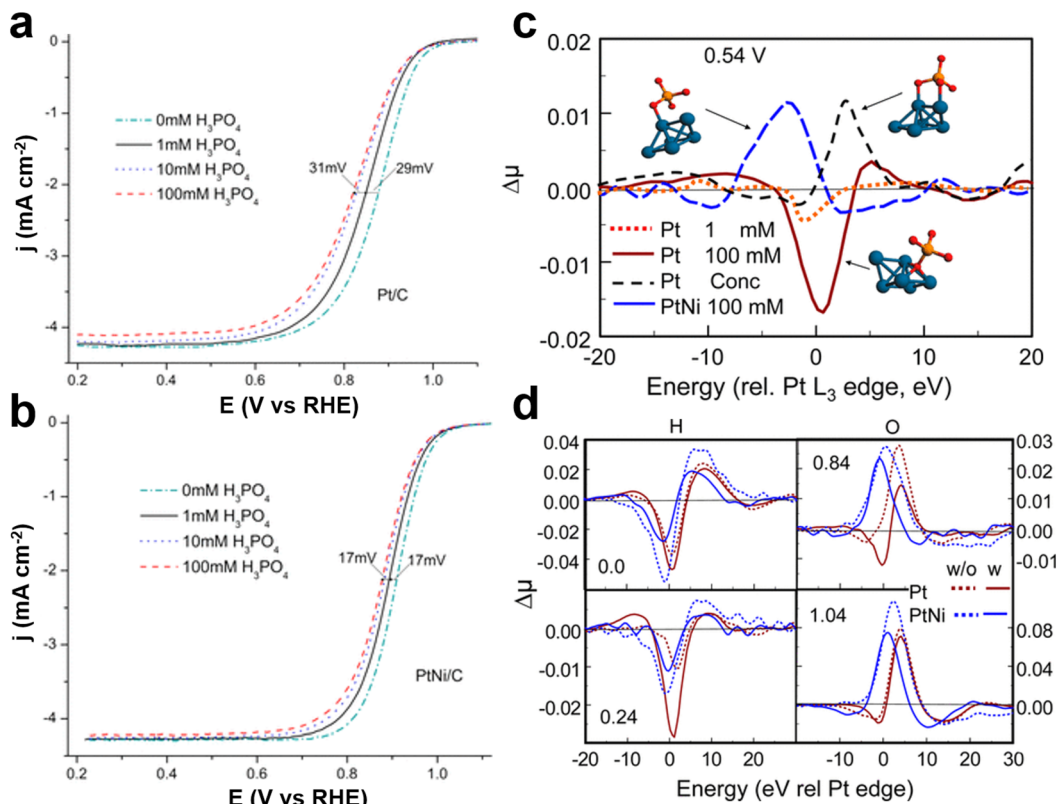 a
0
-1
-2
-3
-4
j (mA cm-2)
0mM H3PO4
1mM H3PO4
10mM H3PO4
100mM H3PO4
31mV
29mV
Pt/C
0.2
0.4
0.6
0.8
1.0
E (V vs RHE)
b
0
-1
-2
-3
-4
j (mA cm-2)
0mM H3PO4
1mM H3PO4
10mM H3PO4
100mM H3PO4
17mV
17mV
PtNi/C
0.2
0.4
0.6
0.8
1.0
E (V vs RHE)
c
0.02
0.01
0.00
-0.01
-0.02
Δμ
0.54 V
Pt 1 mM
Pt 100 mM
Pt Conc
PtNi 100 mM
-20
-10
0
10
20
Energy (rel. Pt L3 edge, eV)
d
H
O
0.04
0.02
0.00
-0.02
-0.04
0.0
0.84
0.03
0.02
0.01
0.00
-0.01
Δμ
w/o w
Pt
PtNi
0.00
-0.01
-0.02
0.24
1.04
0.08
0.04
0.00
-20
-10
0
10
20
-20
-10
0
10
20
30
Energy (eV rel Pt edge)